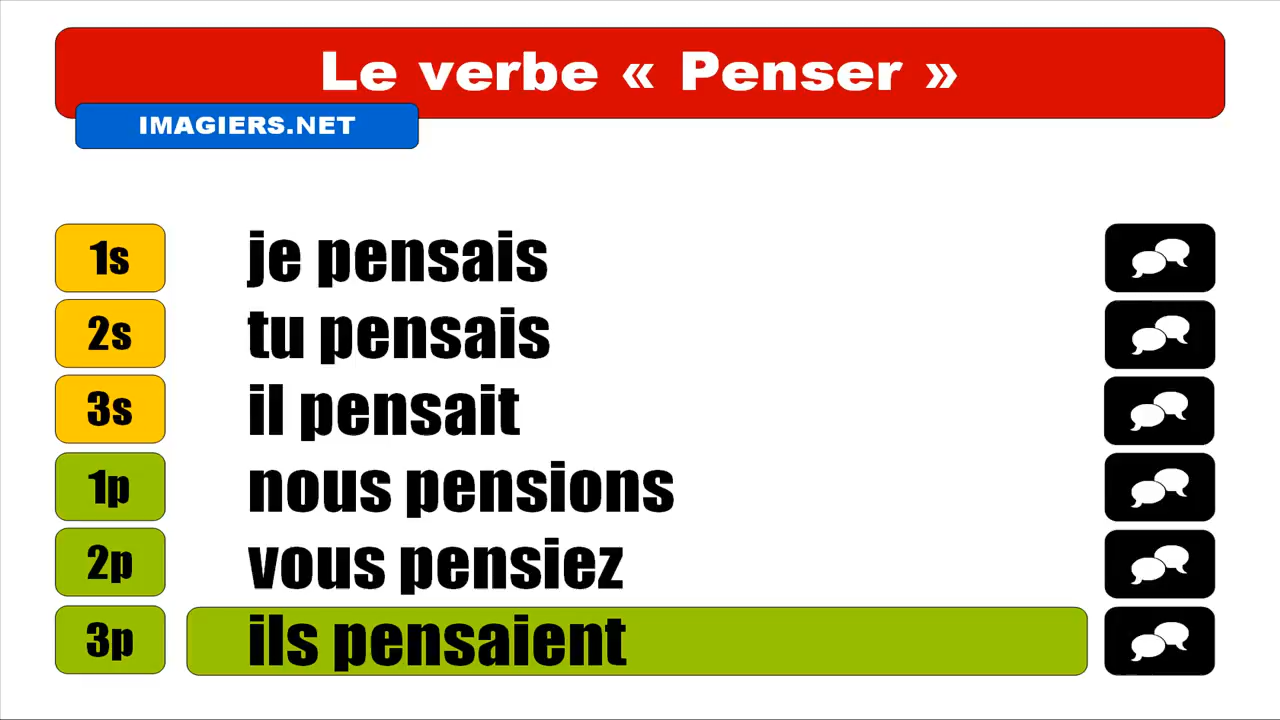 Le verbe « Penser »
IMAGIERS.NET
1s je pensais
2s tu pensais
3s il pensait
1p nous pensions
2p vous pensiez
3p ils pensaient